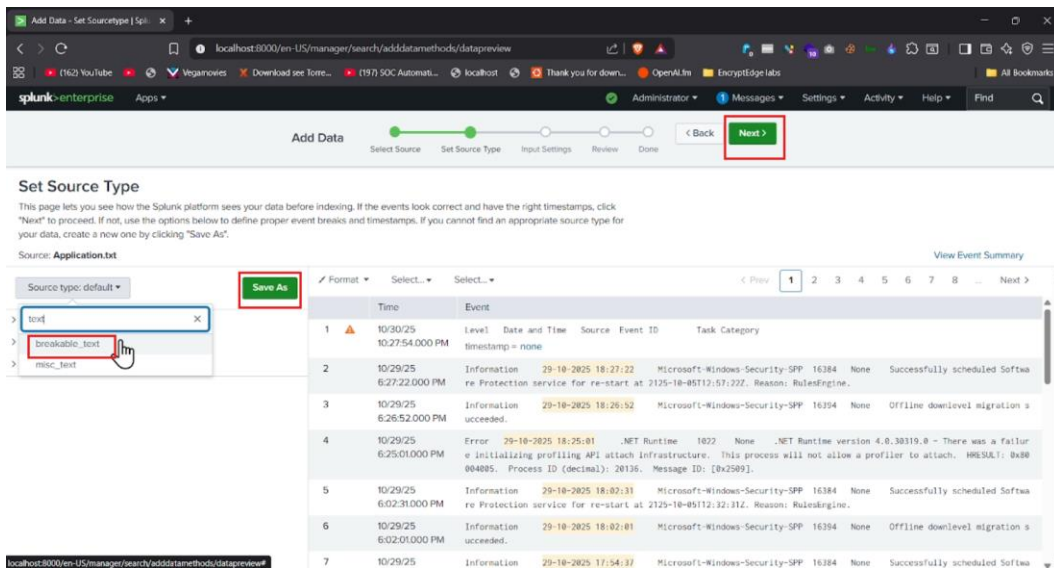 Add Data - Set Sourcetype | Spl
localhost:8000/en-US/manager/search/adddatamethods/datapreview
(162) YouTube Vegamovies Download see Torre... (197) SOC Automati... localhost Thank you for down... OpenAI.fm EncryptEdge labs All Bookmarks
splunk>enterprise Apps Administrator 1 Messages Settings Activity Help Find
Add Data Select Source Set Source Type Input Settings Review Done < Back Next >
Set Source Type
This page lets you see how the Splunk platform sees your data before indexing. If the events look correct and have the right timestamps, click
"Next" to proceed. If not, use the options below to define proper event breaks and timestamps. If you cannot find an appropriate source type for
your data, create a new one by clicking "Save As".
Source: Application.txt View Event Summary
Source type: default Save As Format Select... Select... < Prev 1 2 3 4 5 6 7 8 ... Next >
text
breakable_text
misc_text
Time Event
1 10/30/25 Level Date and Time Source Event ID Task Category
10:27:54.000 PM timestamp = none
2 10/29/25 Information 29-10-2025 18:27:22 Microsoft-Windows-Security-SPP 16384 None Successfully scheduled Softwa
6:27:22.000 PM re Protection service for re-start at 2125-10-05T12:57:22Z. Reason: RulesEngine.
3 10/29/25 Information 29-10-2025 18:26:52 Microsoft-Windows-Security-SPP 16394 None Offline downlevel migration s
6:26:52.000 PM ucceeded.
4 10/29/25 Error 29-10-2025 18:25:01 .NET Runtime 1022 None .NET Runtime version 4.0.30319.0 - There was a failur
6:25:01.000 PM e initializing profiling API attach infrastructure. This process will not allow a profiler to attach. HRESULT: 0x80
004005. Process ID (decimal): 20136. Message ID: [0x2509].
5 10/29/25 Information 29-10-2025 18:02:31 Microsoft-Windows-Security-SPP 16384 None Successfully scheduled Softwa
6:02:31.000 PM re Protection service for re-start at 2125-10-05T12:32:31Z. Reason: RulesEngine.
6 10/29/25 Information 29-10-2025 18:02:01 Microsoft-Windows-Security-SPP 16394 None Offline downlevel migration s
6:02:01.000 PM ucceeded.
7 10/29/25 Information 29-10-2025 17:54:37 Microsoft-Windows-Security-SPP 16384 None Successfully scheduled Softwa
localhost:8000/en-US/manager/search/adddatamethods/datapreview#